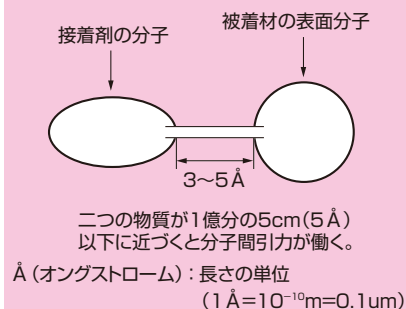 接着剤の分子
被着材の表面分子
3〜5Å
二つの物質が1億分の5cm(5Å)
以下に近づくと分子間引力が働く。
Å(オングストローム):長さの単位
(1Å=10⁻¹⁰m=0.1um)